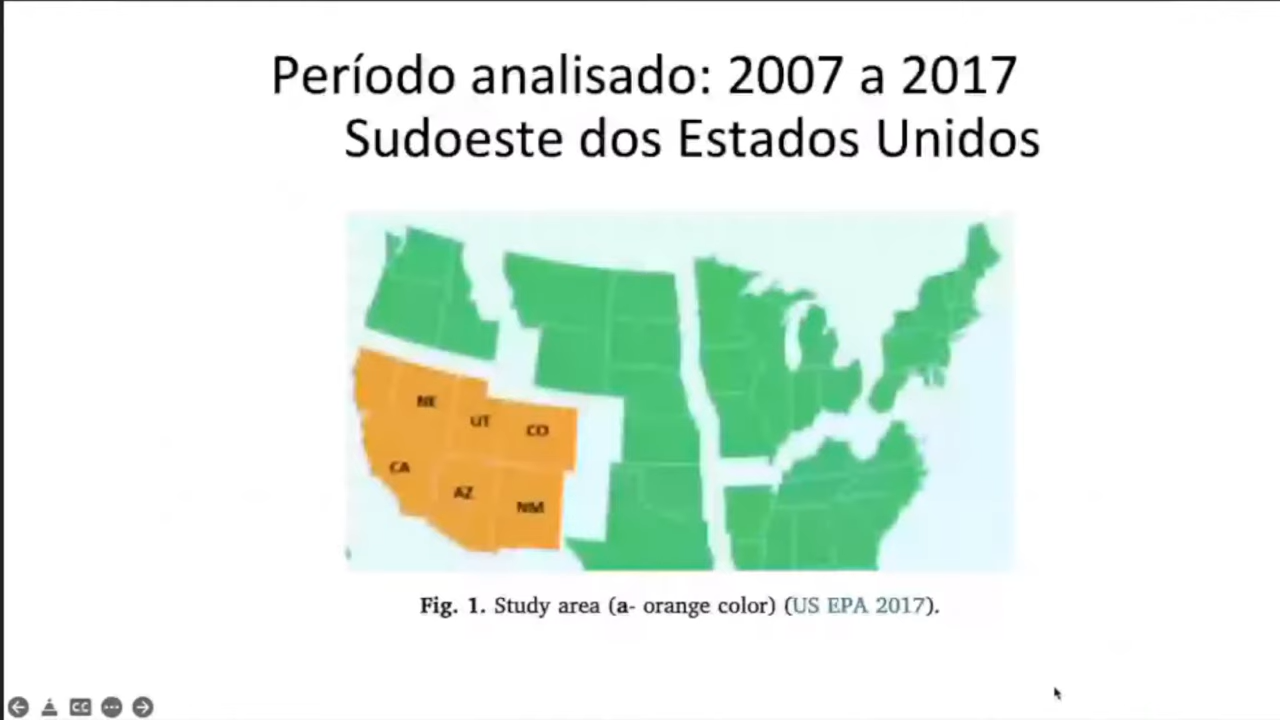 Período analisado: 2007 a 2017
Sudoeste dos Estados Unidos
NE
UT
CO
CA
AZ
NM
Fig. 1. Study area (a- orange color) (US EPA 2017).
CC